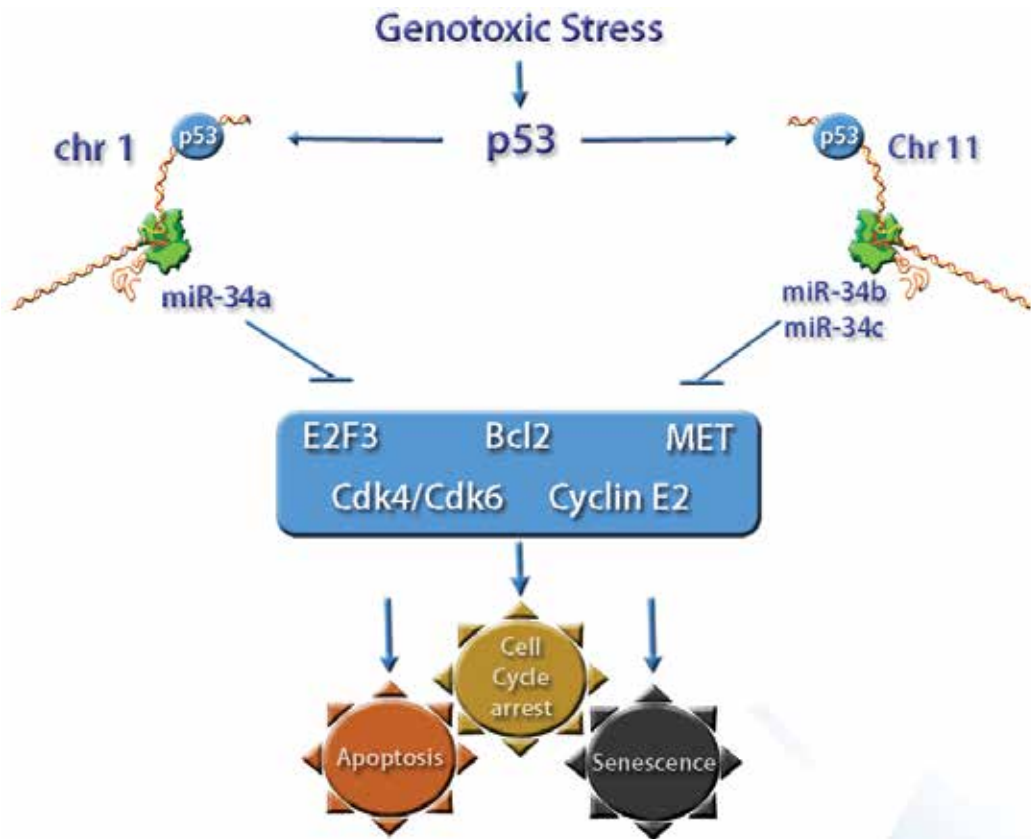 Genotoxic Stress
p53
chr 1
p53
p53
Chr 11
miR-34a
miR-34b
miR-34c
E2F3 Bcl2 MET
Cdk4/Cdk6 Cyclin E2
Cell
Cycle
arrest
Apoptosis
Senescence